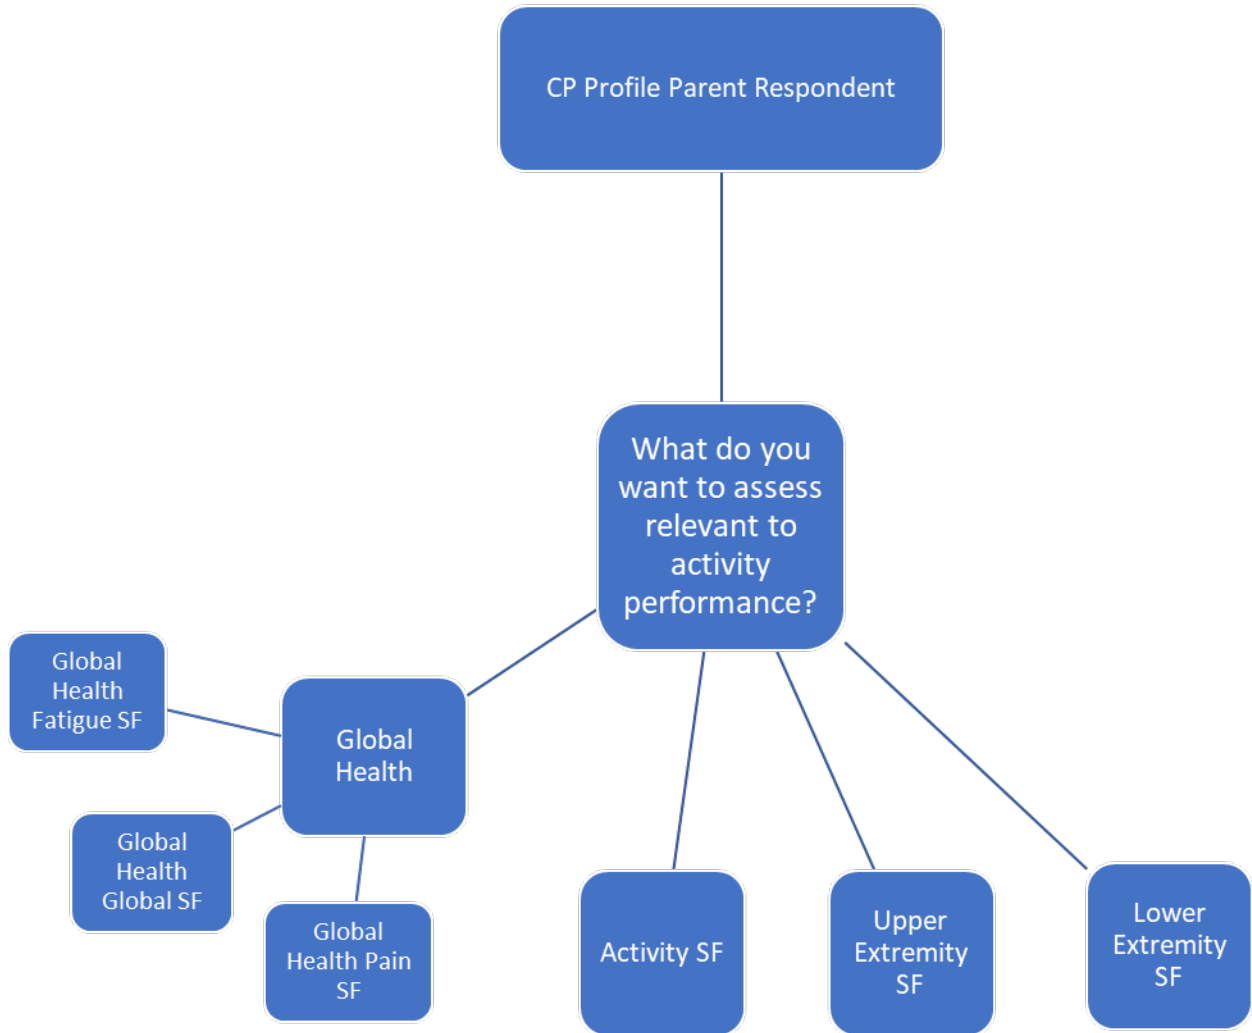 CP Profile Parent Respondent
What do you
want to assess
relevant to
activity
performance?
Global
Health
Fatigue SF
Global
Health
Global
Health
Global SF
Global
Health Pain
SF
Activity SF
Upper
Extremity
SF
Lower
Extremity
SF